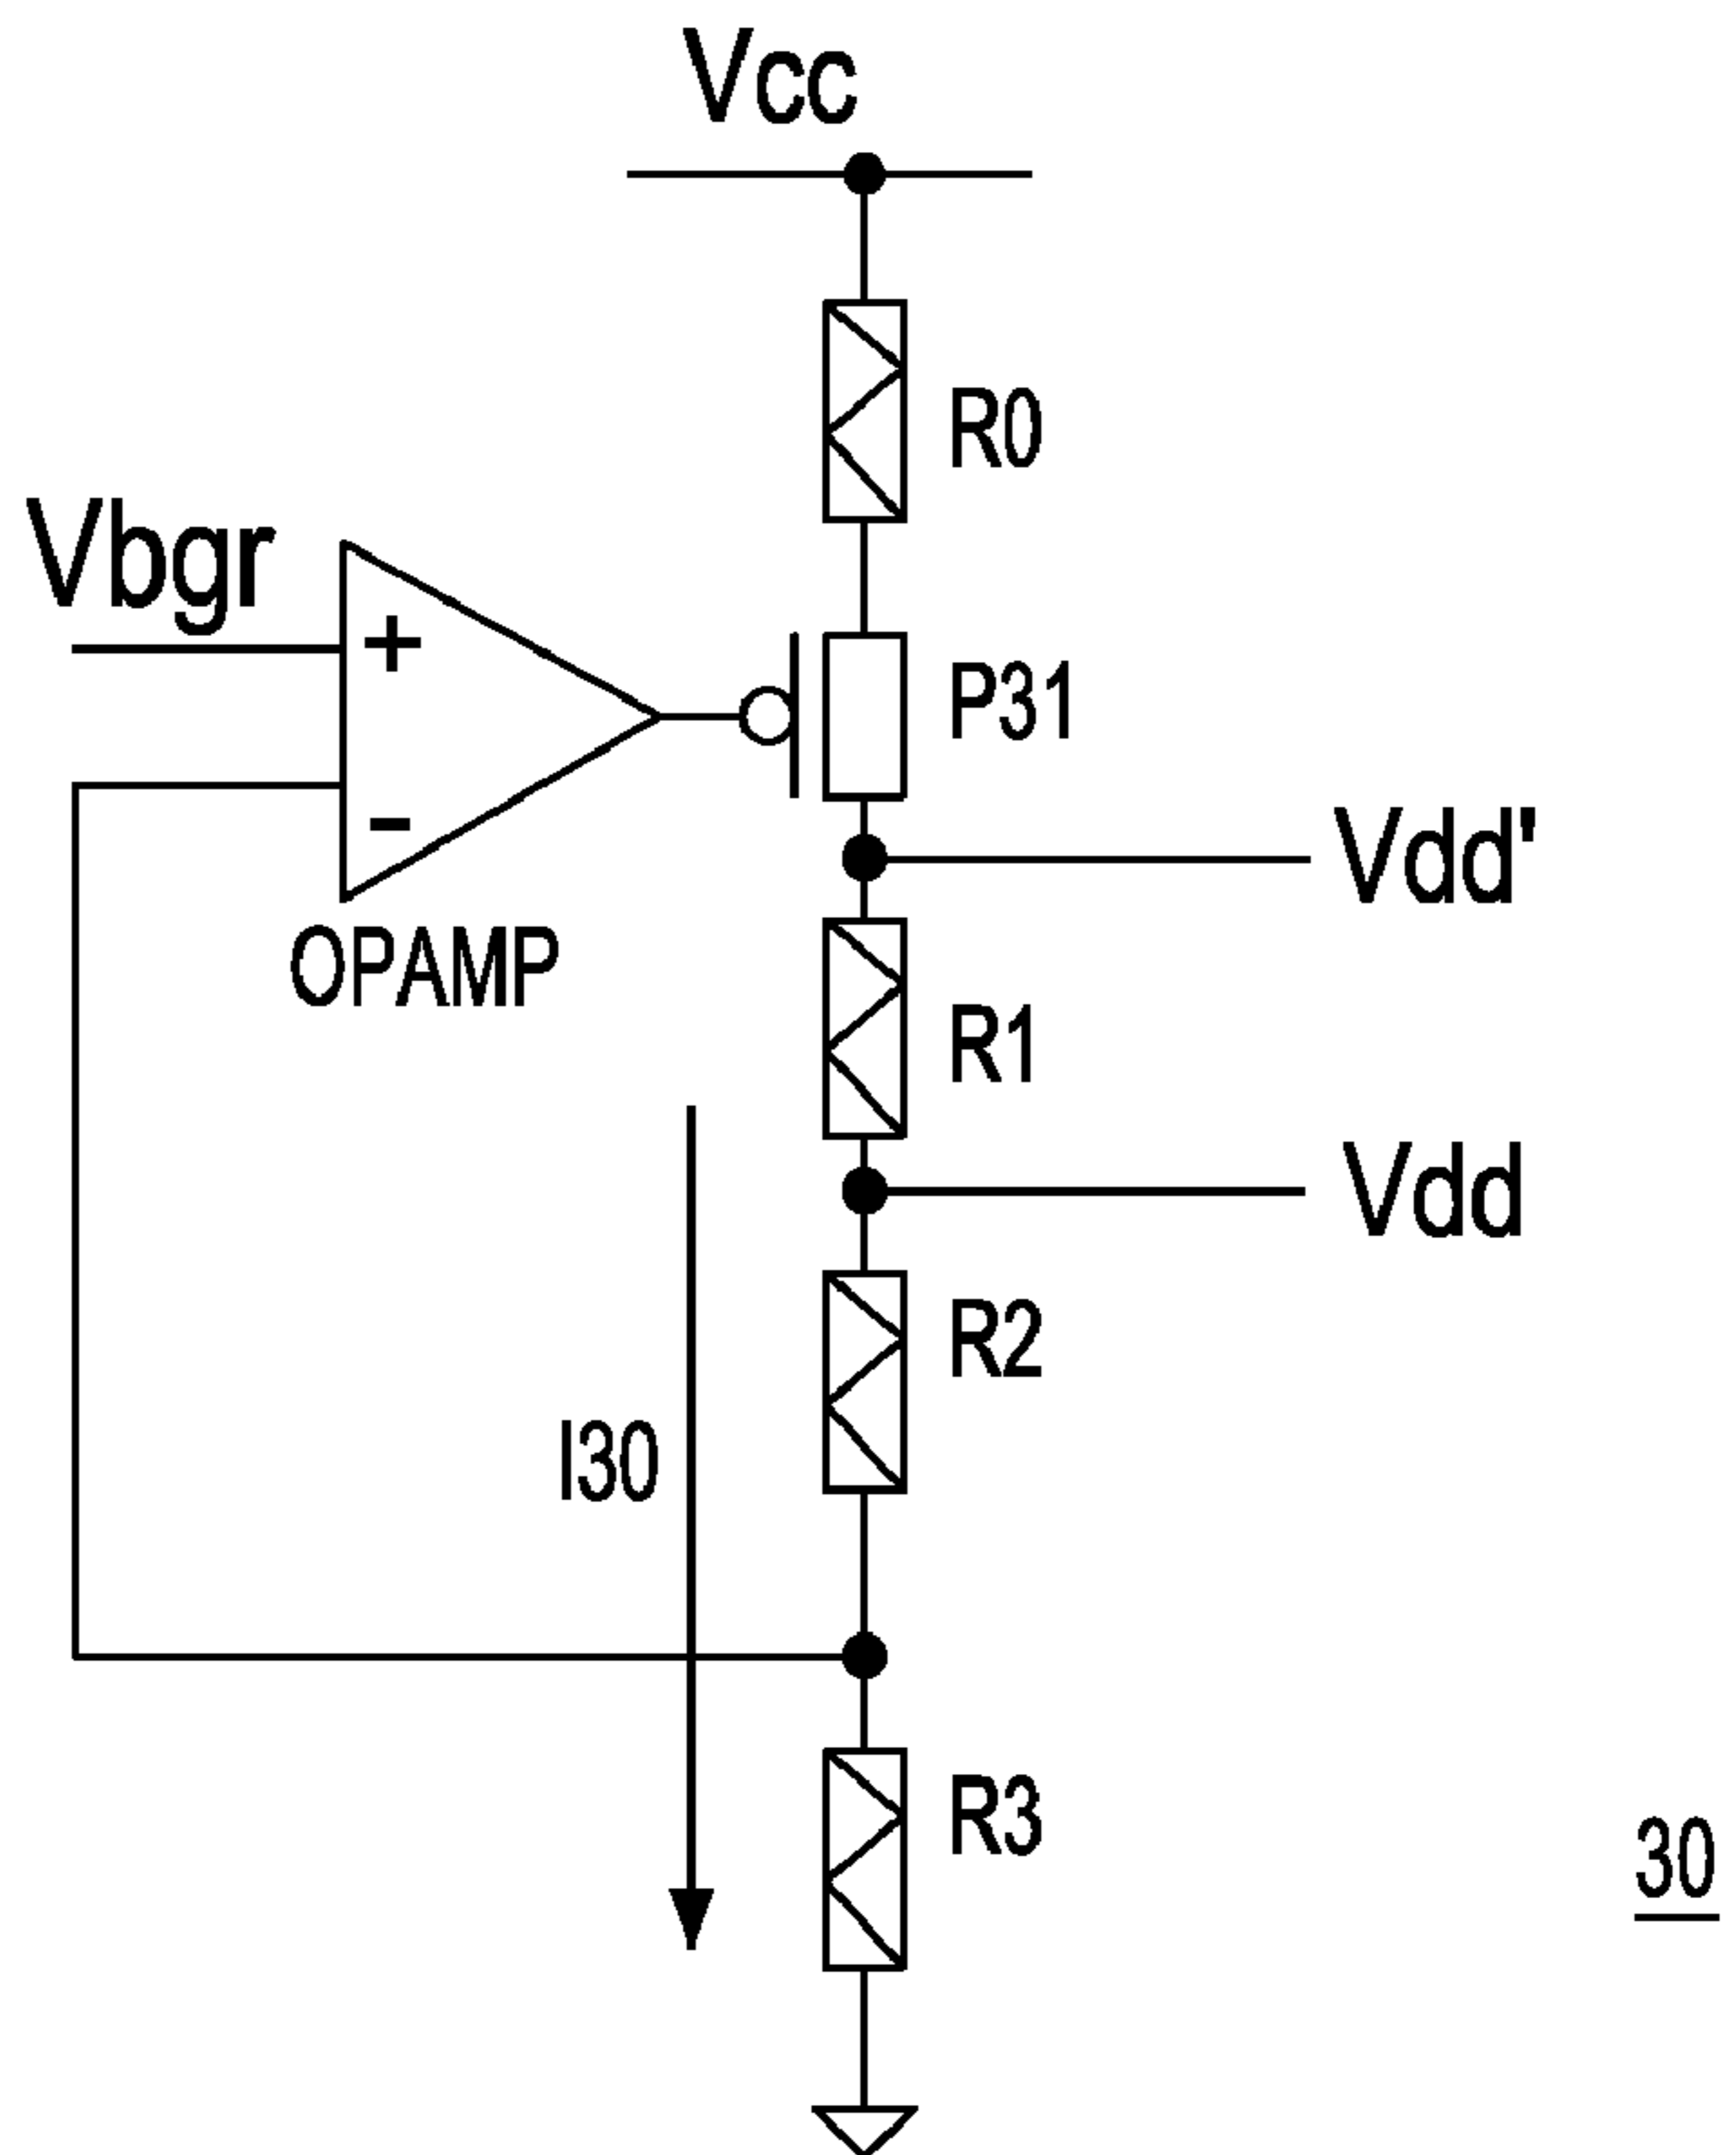 Vcc
R0
Vbgr
+
P31
-
Vdd'
OPAMP
R1
Vdd
R2
I30
R3
30